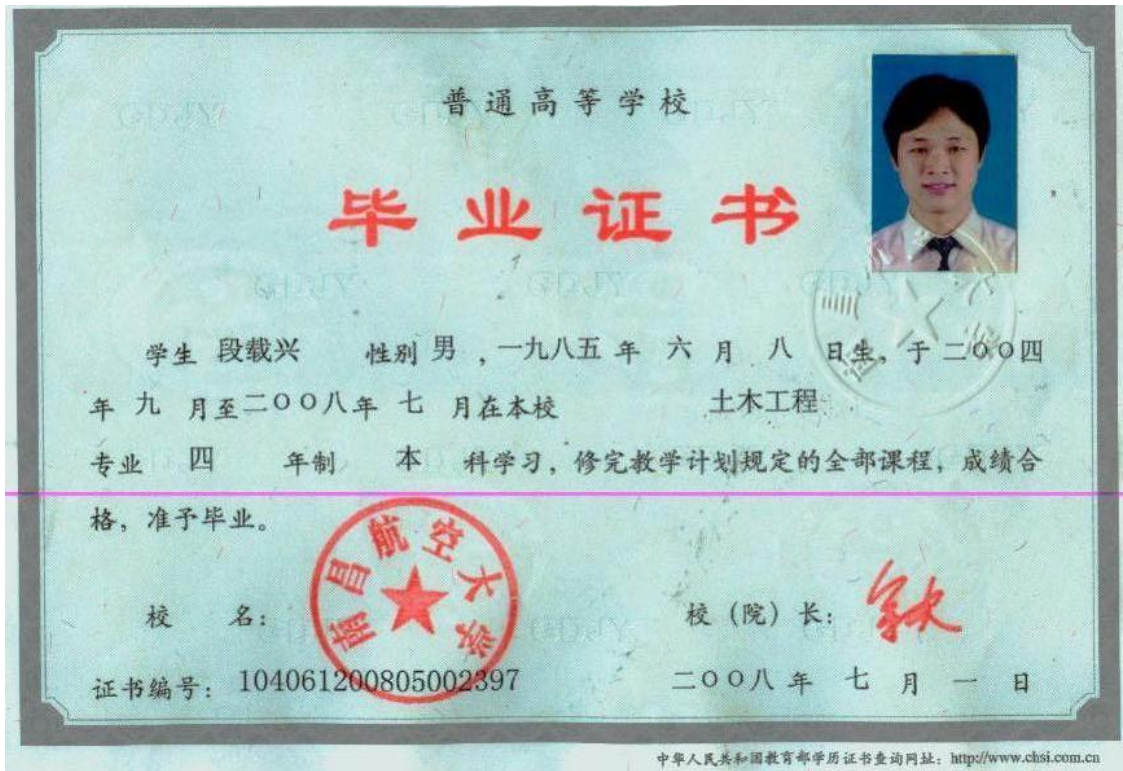 普通高等学校
毕业证书
学生 段载兴 性别 男 ，一九八五 年 六 月 八 日生，于 二〇〇四
年 九 月至二〇〇八年 七 月在本校 土木工程
专业 四 年制 本 科学习，修完教学计划规定的全部课程，成绩合
格，准予毕业。
南昌航空大学
校 名： 校（院）长：
证书编号：104061200805002397 二〇〇八 年 七 月 一 日
中华人民共和国教育部学历证书查询网址：http://www.chsi.com.cn